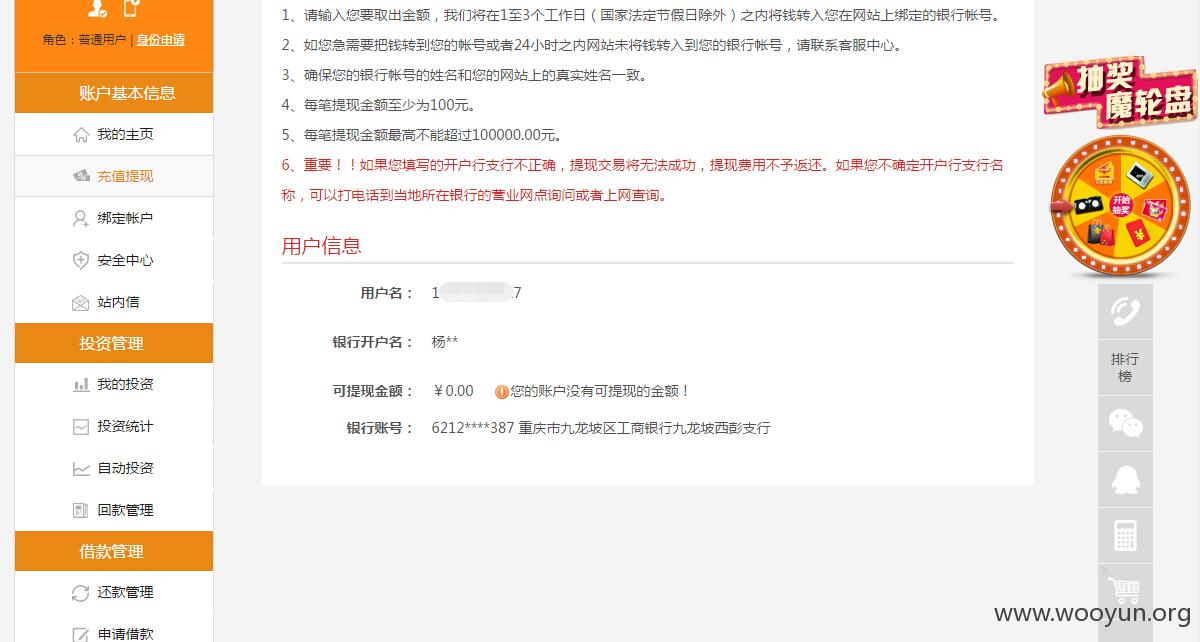 角色：普通用户 | 身份申请
账户基本信息
我的主页
充值提现
绑定帐户
安全中心
站内信
投资管理
我的投资
投资统计
自动投资
回款管理
借款管理
还款管理
申请借款
1、请输入您要取出金额，我们将在1至3个工作日（国家法定节假日除外）之内将钱转入您在网站上绑定的银行帐号。
2、如您急需要把钱转到您的帐号或者24小时之内网站未将钱转入到您的银行帐号，请联系客服中心。
3、确保您的银行帐号的姓名和您的网站上的真实姓名一致。
4、每笔提现金额至少为100元。
5、每笔提现金额最高不能超过100000.00元。
6、重要！！如果您填写的开户行支行不正确，提现交易将无法成功，提现费用不予返还。如果您不确定开户行支行名
称，可以打电话到当地所在银行的营业网点询问或者上网查询。
用户信息
用户名： 1 7
银行开户名： 杨**
可提现金额： ￥0.00 您的账户没有可提现的金额！
银行账号： 6212****387 重庆市九龙坡区工商银行九龙坡西彭支行
抽奖
魔轮盘
开始
抽奖
排行
榜
www.wooyun.org